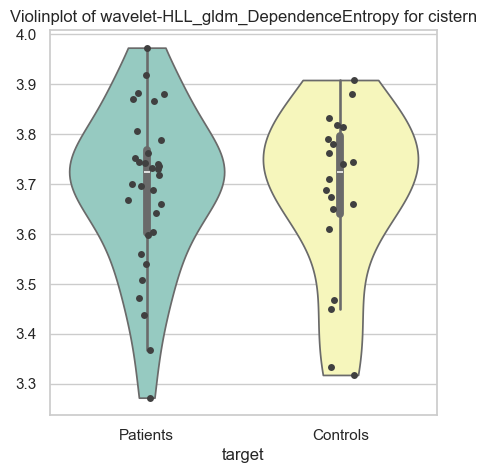 Violinplot of wavelet-HLL_gldm_DependenceEntropy for cistern
4.0
3.9
3.8
3.7
3.6
3.5
3.4
3.3
Patients Controls
target